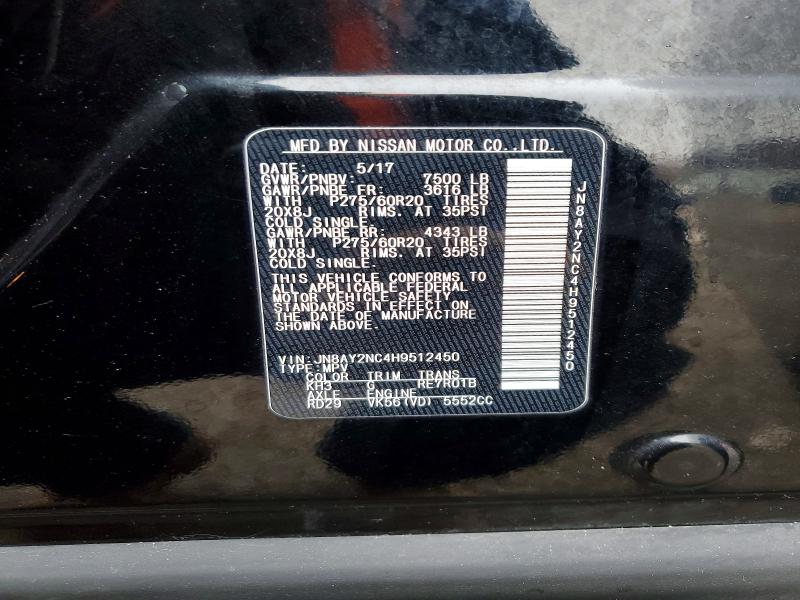 MFD BY NISSAN MOTOR CO.,LTD.
DATE: 5/17
GVWR/PNBV: 7500 LB
GAWR/PNBE FR: 3616 LB
WITH P275/60R20 TIRES
20X8J RIMS. AT 35PSI
COLD SINGLE.
GAWR/PNBE RR: 4343 LB
WITH P275/60R20 TIRES
20X8J RIMS. AT 35PSI
COLD SINGLE.
THIS VEHICLE CONFORMS TO
ALL APPLICABLE FEDERAL
MOTOR VEHICLE SAFETY
STANDARDS IN EFFECT ON
THE DATE OF MANUFACTURE
SHOWN ABOVE.
VIN:JN8AY2NC4H9512450
TYPE:MPV
COLOR TRIM TRANS
KH3 G RE7R01B
AXLE ENGINE
RD29 VK56(VD) 5552CC
JN8AY2NC4H9512450